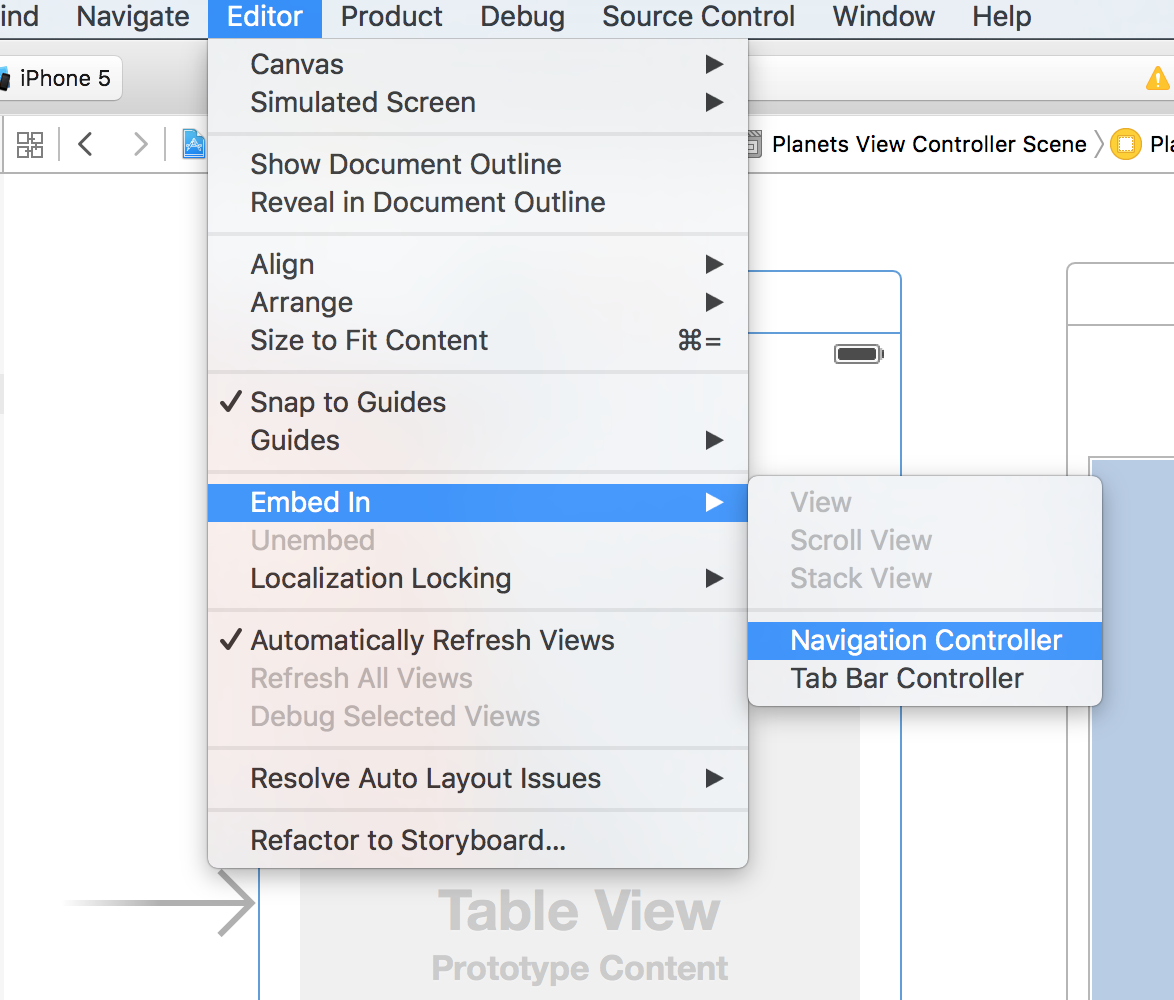 ind Navigate Editor Product Debug Source Control Window Help
iPhone 5
Planets View Controller Scene Pla
Canvas
Simulated Screen
Show Document Outline
Reveal in Document Outline
Align
Arrange
Size to Fit Content ⌘=
Snap to Guides
Guides
Embed In
Unembed
Localization Locking
Automatically Refresh Views
Refresh All Views
Debug Selected Views
Resolve Auto Layout Issues
Refactor to Storyboard...
View
Scroll View
Stack View
Navigation Controller
Tab Bar Controller
Table View
Prototype Content